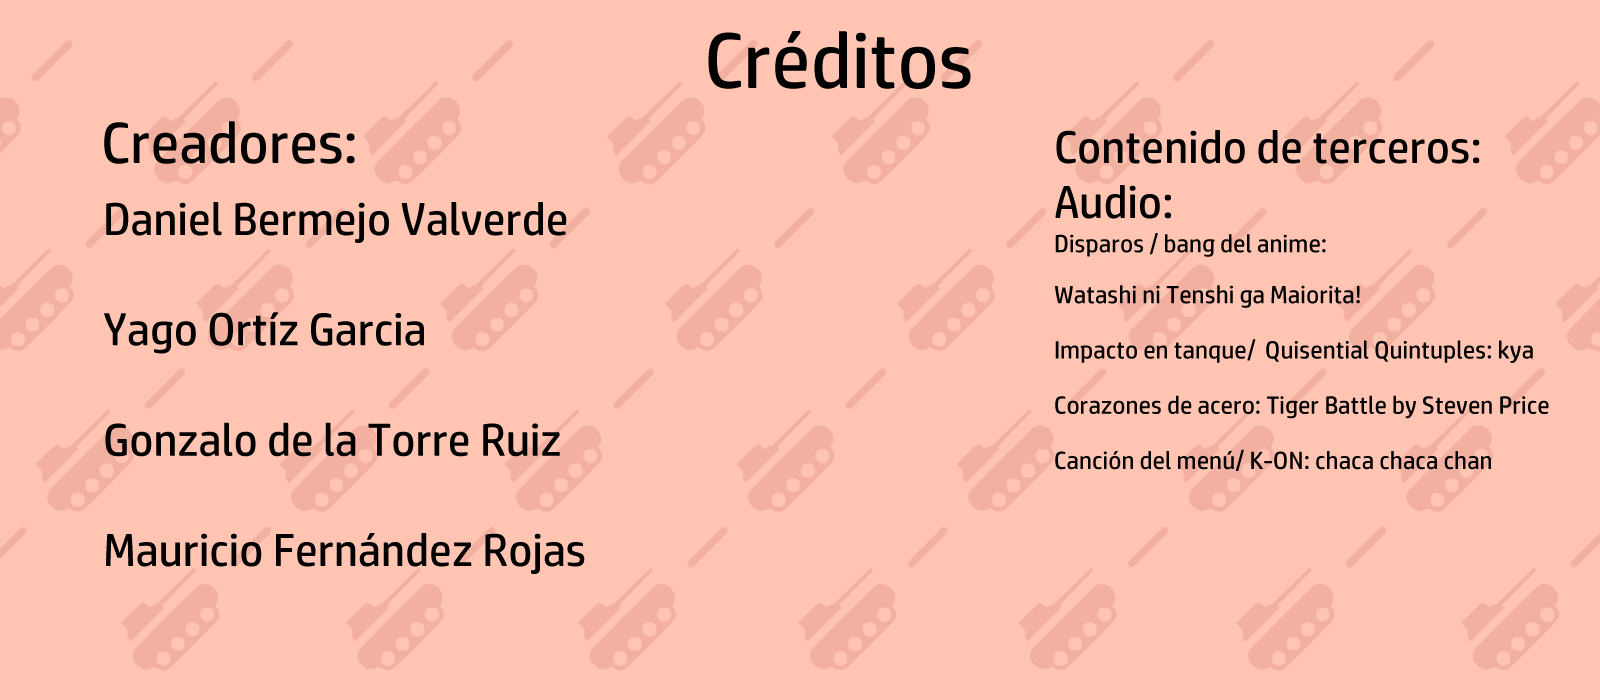 Créditos
Creadores:
Daniel Bermejo Valverde
Yago Ortíz Garcia
Gonzalo de la Torre Ruiz
Mauricio Fernández Rojas
Contenido de terceros:
Audio:
Disparos / bang del anime:
Watashi ni Tenshi ga Maiorita!
Impacto en tanque/ Quisential Quintuples: kya
Corazones de acero: Tiger Battle by Steven Price
Canción del menú/ K-ON: chaca chaca chan